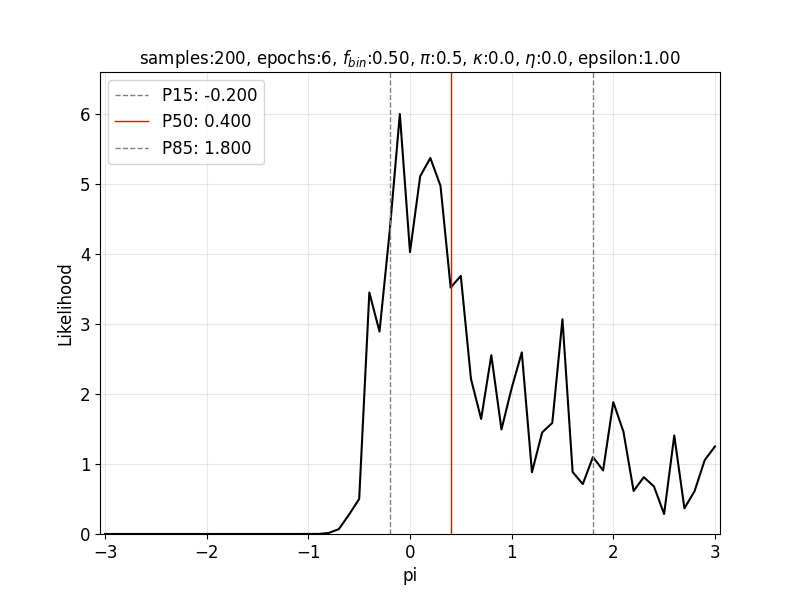 samples:200, epochs:6, f_bin:0.50, π:0.5, κ:0.0, η:0.0, epsilon:1.00
P15: -0.200
P50: 0.400
P85: 1.800
6
5
4
3
2
1
0
Likelihood
−3 −2 −1 0 1 2 3
pi